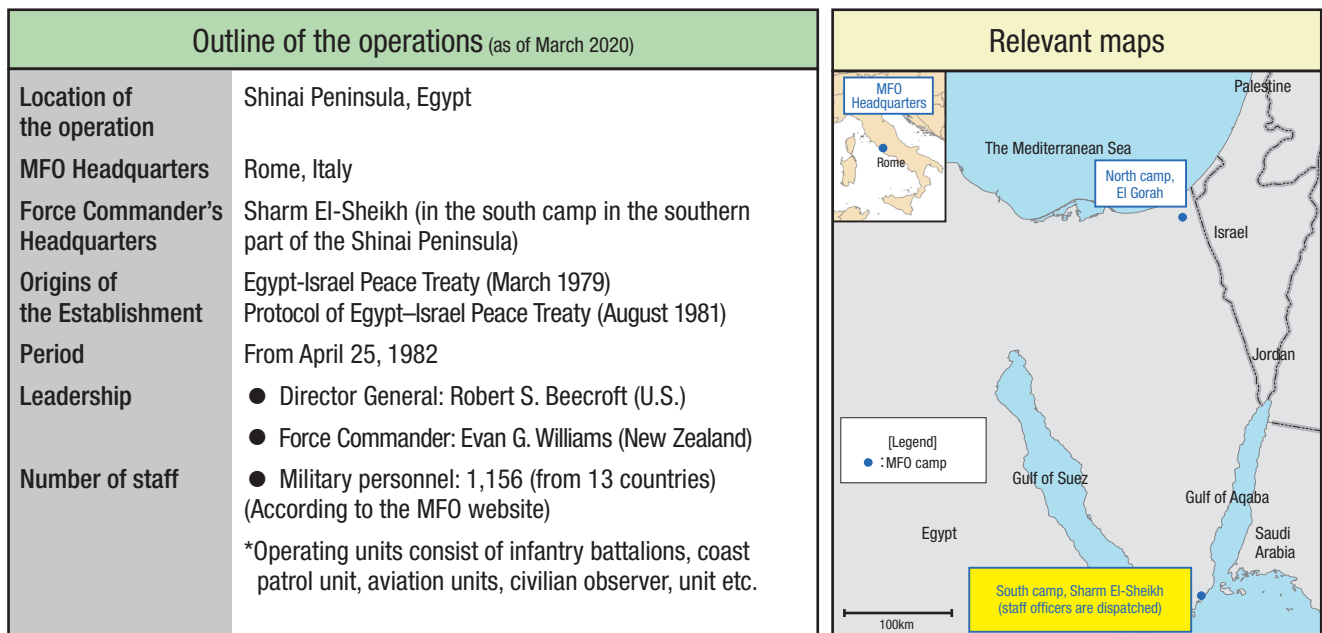 Outline of the operations (as of March 2020)
Location of
the operation
Shinai Peninsula, Egypt
MFO Headquarters
Rome, Italy
Force Commander's
Headquarters
Sharm El-Sheikh (in the south camp in the southern
part of the Shinai Peninsula)
Origins of
the Establishment
Egypt-Israel Peace Treaty (March 1979)
Protocol of Egypt–Israel Peace Treaty (August 1981)
Period
From April 25, 1982
Leadership
● Director General: Robert S. Beecroft (U.S.)
● Force Commander: Evan G. Williams (New Zealand)
Number of staff
● Military personnel: 1,156 (from 13 countries)
(According to the MFO website)
*Operating units consist of infantry battalions, coast
patrol unit, aviation units, civilian observer, unit etc.
Relevant maps
MFO
Headquarters
Rome
Palestine
The Mediterranean Sea
North camp,
El Gorah
Israel
Jordan
[Legend]
● : MFO camp
Gulf of Suez
Gulf of Aqaba
Egypt
Saudi
Arabia
South camp, Sharm El-Sheikh
(staff officers are dispatched)
100km